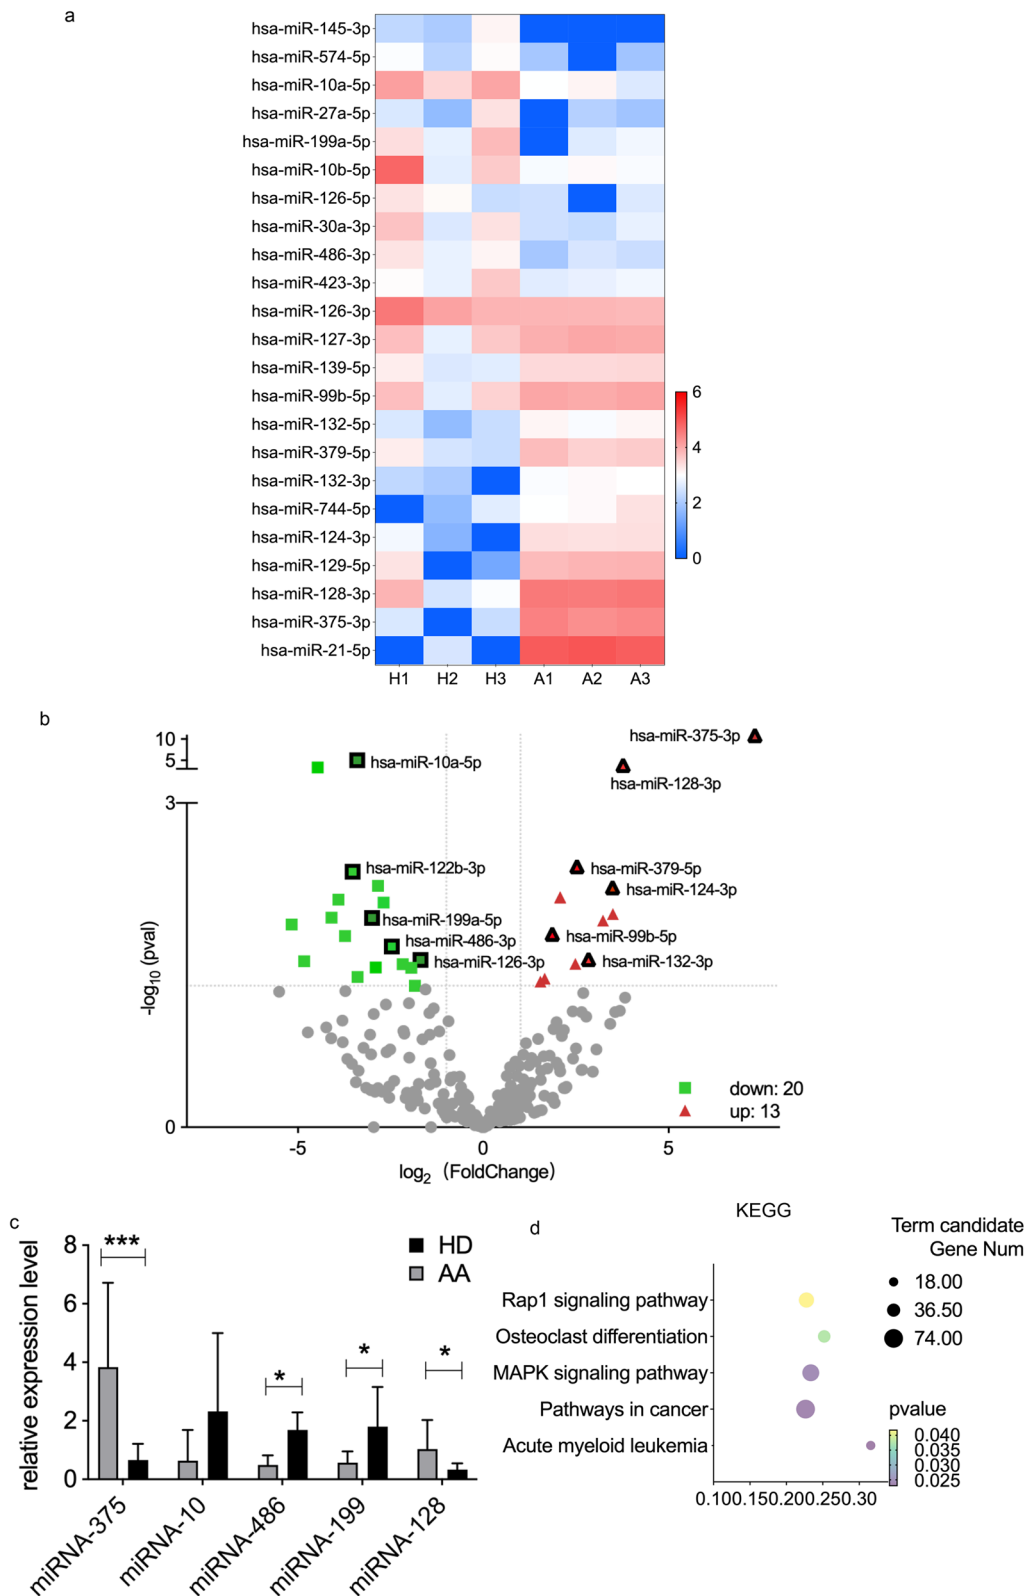 a
hsa-miR-145-3p
hsa-miR-574-5p
hsa-miR-10a-5p
hsa-miR-27a-5p
hsa-miR-199a-5p
hsa-miR-10b-5p
hsa-miR-126-5p
hsa-miR-30a-3p
hsa-miR-486-3p
hsa-miR-423-3p
hsa-miR-126-3p
hsa-miR-127-3p
hsa-miR-139-5p
hsa-miR-99b-5p
hsa-miR-132-5p
hsa-miR-379-5p
hsa-miR-132-3p
hsa-miR-744-5p
hsa-miR-124-3p
hsa-miR-129-5p
hsa-miR-128-3p
hsa-miR-375-3p
hsa-miR-21-5p
H1 H2 H3 A1 A2 A3
6
4
2
0
b
10
5
3
0
-log10 (pval)
hsa-miR-375-3p
hsa-miR-10a-5p
hsa-miR-128-3p
hsa-miR-122b-3p
hsa-miR-379-5p
hsa-miR-124-3p
hsa-miR-199a-5p
hsa-miR-486-3p
hsa-miR-99b-5p
hsa-miR-126-3p
hsa-miR-132-3p
down: 20
up: 13
-5 0 5
log2 (FoldChange)
c
relative expression level
8
6
4
2
0
HD
AA
***
*
*
*
miRNA-375
miRNA-10
miRNA-486
miRNA-199
miRNA-128
d
KEGG
Rap1 signaling pathway
Osteoclast differentiation
MAPK signaling pathway
Pathways in cancer
Acute myeloid leukemia
0.100.150.200.250.30
Term candidate
Gene Num
18.00
36.50
74.00
pvalue
0.040
0.035
0.030
0.025